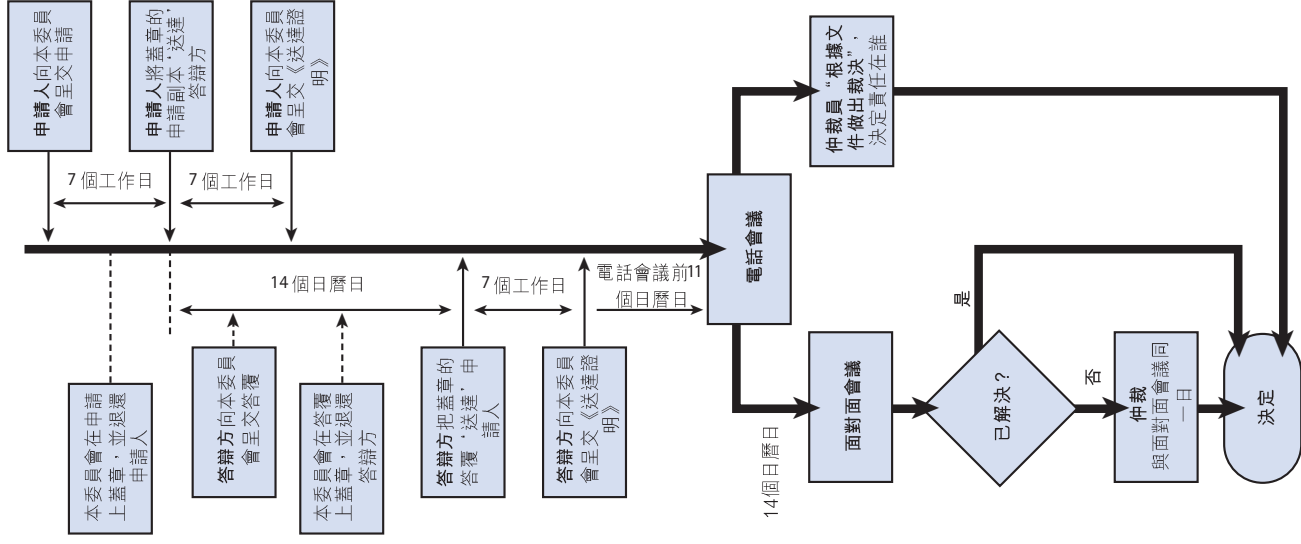 申請人向本委員
會呈交申請
申請人將蓋章的
申請副本‘送達’
答辯方
申請人向本委員
會呈交《送達證
明》
7 個工作日
7 個工作日
本委員會在申請
上蓋章，並退還
申請人
14 個日曆日
答辯方向本委員
會呈交答覆
本委員會在答覆
上蓋章，並退還
答辯方
答辯方把蓋章的
答覆‘送達’申
請人
7 個工作日
答辯方向本委員
會呈交《送達證
明》
電話會議前11
個日曆日
電話會議
仲裁員“根據文
件做出裁決”，
決定責任在誰
14個日曆日
面對面會議
已解決？
是
否
仲裁
與面對面會議同
一日
決定